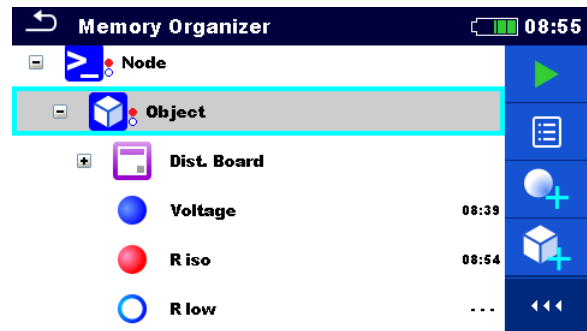 Memory Organizer 08:55
Node
Object
Dist. Board
Voltage 08:39
R iso 08:54
R low ---